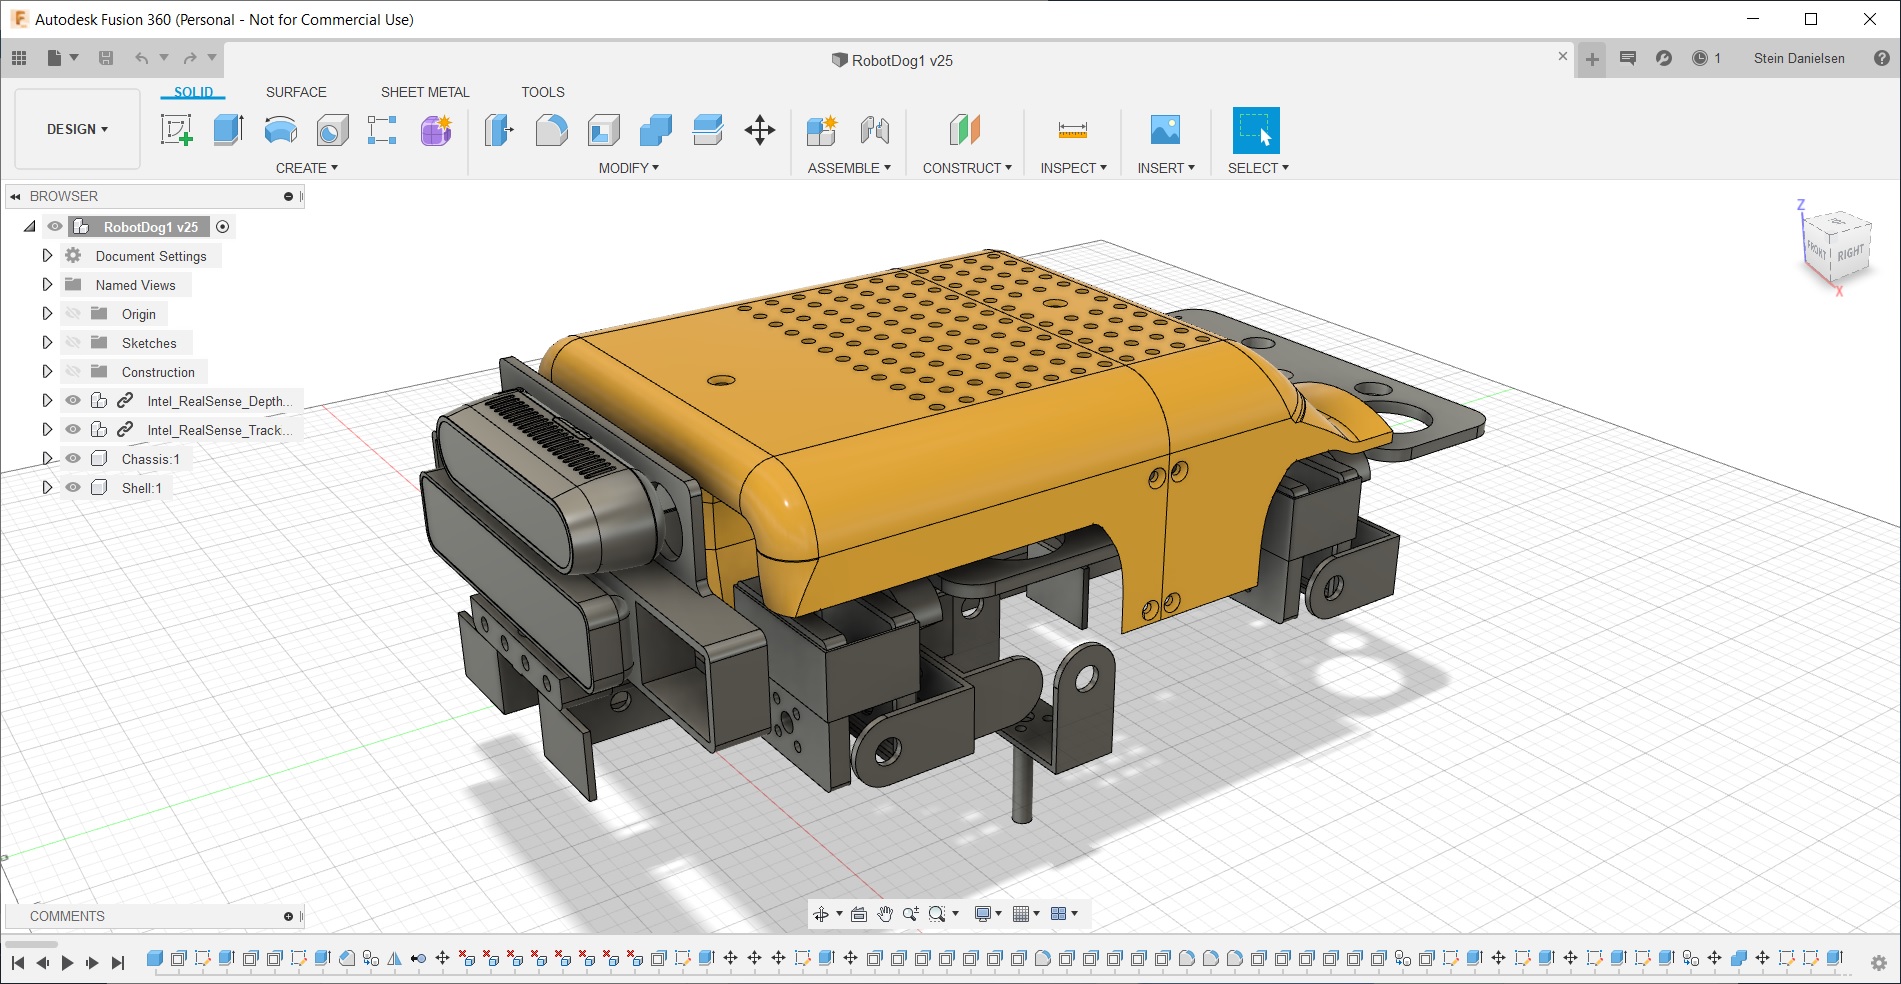 Autodesk Fusion 360 (Personal - Not for Commercial Use)
RobotDog1 v25
1
Stein Danielsen
DESIGN
SOLID
SURFACE
SHEET METAL
TOOLS
CREATE
MODIFY
ASSEMBLE
CONSTRUCT
INSPECT
INSERT
SELECT
BROWSER
RobotDog1 v25
Document Settings
Named Views
Origin
Sketches
Construction
Intel_RealSense_Depth...
Intel_RealSense_Track...
Chassis:1
Shell:1
Z
FRONT
RIGHT
X
COMMENTS